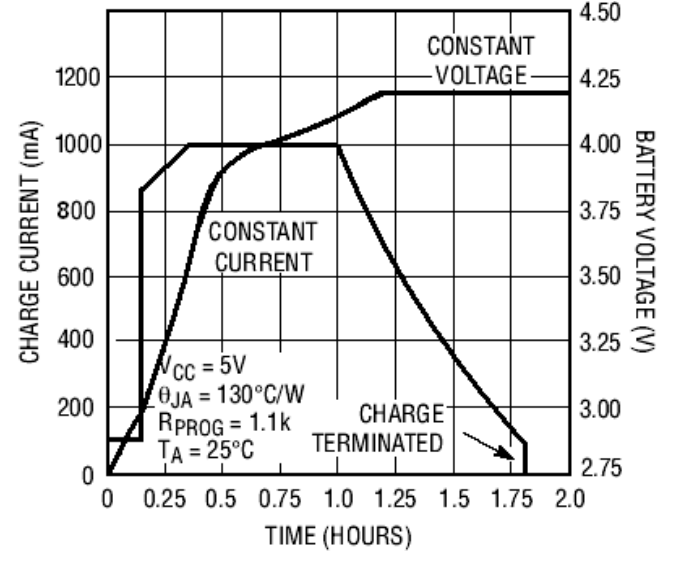 4.50
CONSTANT
VOLTAGE
1200
4.25
1000
4.00
800
3.75
CONSTANT
CURRENT
600
3.50
400
3.25
VCC = 5V
θJA = 130°C/W
RPROG = 1.1k
TA = 25°C
200
3.00
CHARGE
TERMINATED
0
2.75
0 0.25 0.5 0.75 1.0 1.25 1.5 1.75 2.0
TIME (HOURS)
CHARGE CURRENT (mA)
BATTERY VOLTAGE (V)